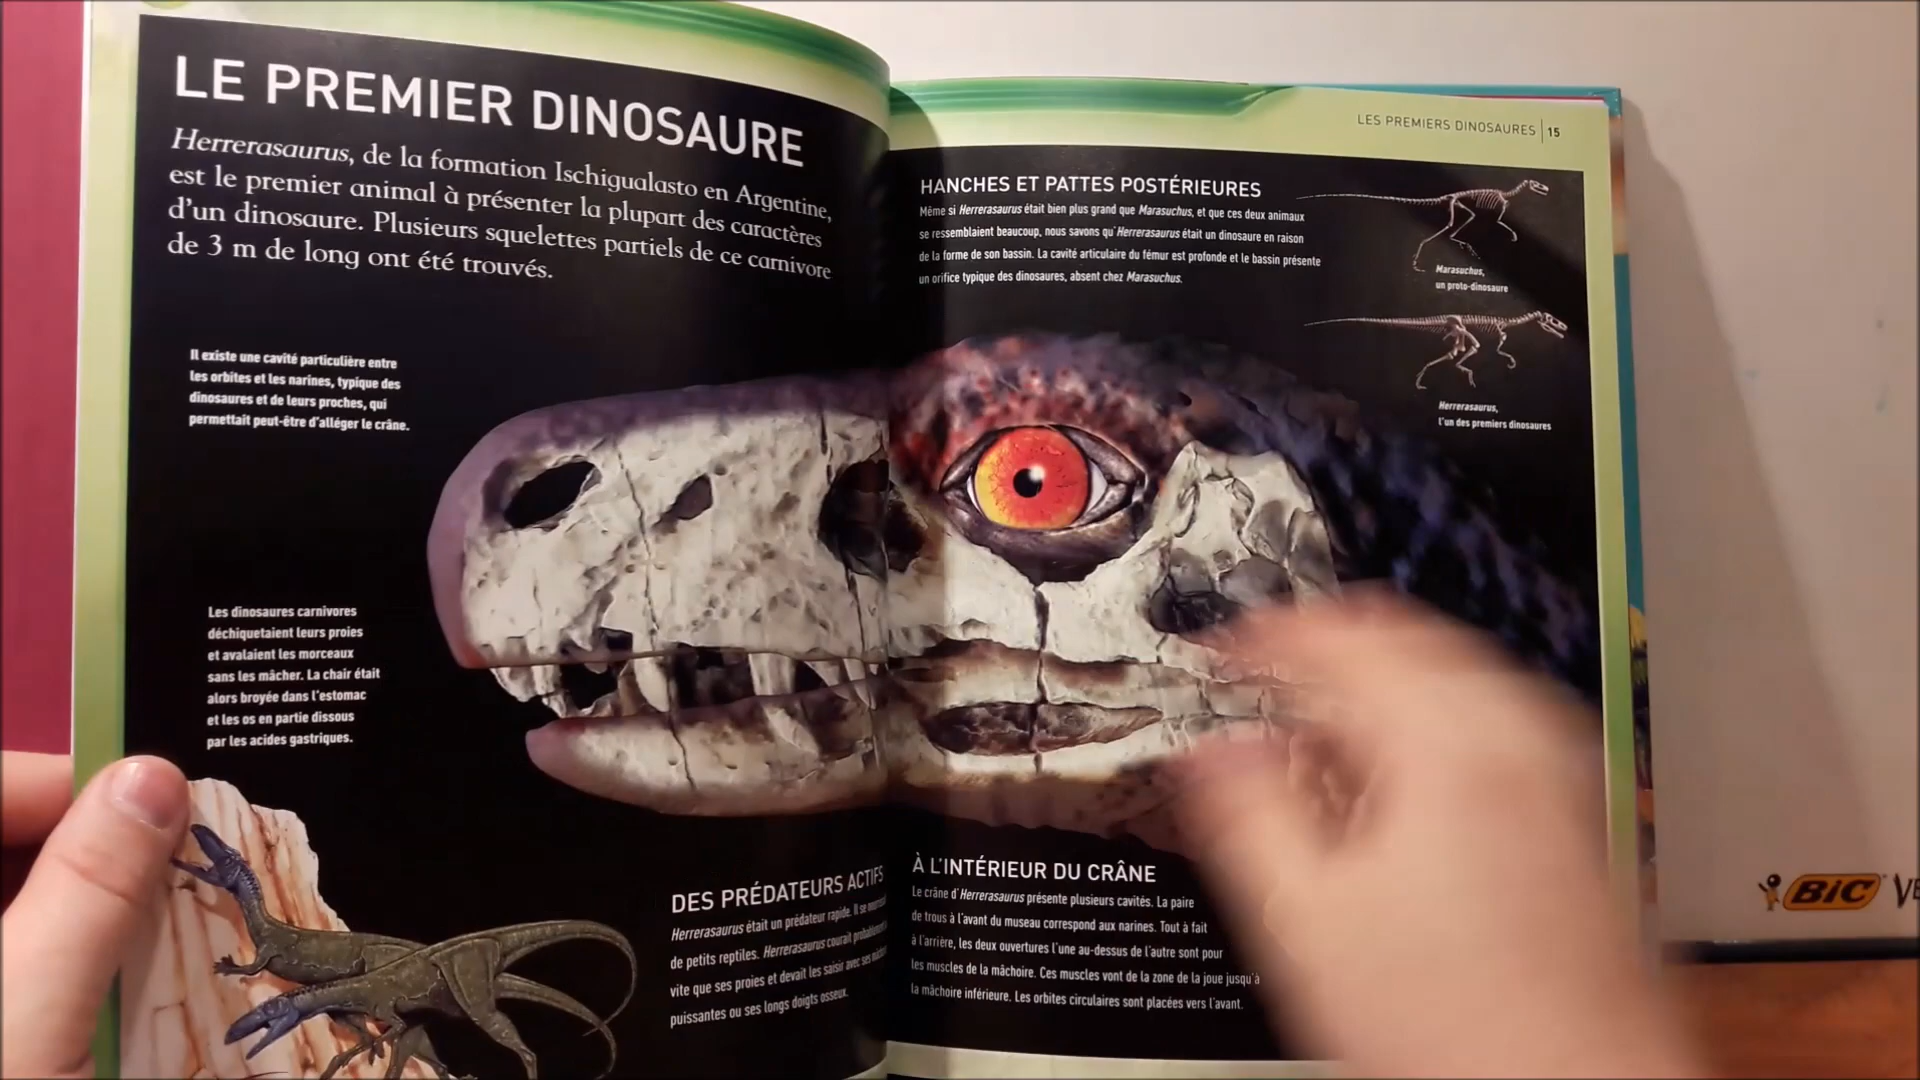 LE PREMIER DINOSAURE
Herrerasaurus, de la formation Ischigualasto en Argentine,
est le premier animal à présenter la plupart des caractères
d'un dinosaure. Plusieurs squelettes partiels de ce carnivore
de 3 m de long ont été trouvés.
Il existe une cavité particulière entre
les orbites et les narines, typique des
dinosaures et de leurs proches, qui
permettait peut-être d'alléger le crâne.
Les dinosaures carnivores
déchiquetaient leurs proies
et avalaient les morceaux
sans les mâcher. La chair était
alors broyée dans l'estomac
et les os en partie dissous
par les acides gastriques.
DES PRÉDATEURS ACTIFS
Herrerasaurus était un prédateur rapide. Il se
de petits reptiles. Herrerasaurus courait probablement
vite que ses proies et devait les saisir avec ses
puissantes ou ses longs doigts osseux.
LES PREMIERS DINOSAURES | 15
HANCHES ET PATTES POSTÉRIEURES
Même si Herrerasaurus était bien plus grand que Marasuchus, et que ces deux animaux
se ressemblaient beaucoup, nous savons qu'Herrerasaurus était un dinosaure en raison
de la forme de son bassin. La cavité articulaire du fémur est profonde et le bassin présente
un orifice typique des dinosaures, absent chez Marasuchus.
Marasuchus,
un proto-dinosaure
Herrerasaurus,
l'un des premiers dinosaures
À L'INTÉRIEUR DU CRÂNE
Le crâne d'Herrerasaurus présente plusieurs cavités. La paire
de trous à l'avant du museau correspond aux narines. Tout à fait
à l'arrière, les deux ouvertures l'une au-dessus de l'autre sont pour
les muscles de la mâchoire. Ces muscles vont de la zone de la joue jusqu'à
la mâchoire inférieure. Les orbites circulaires sont placées vers l'avant.
BIC VE